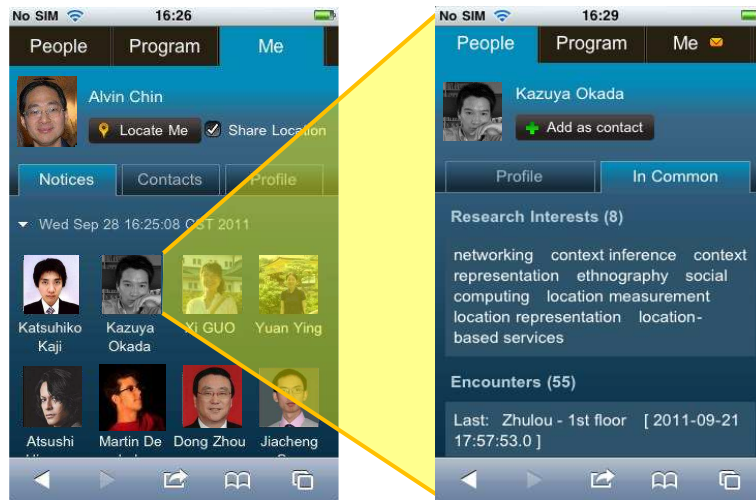 No SIM 16:26
People Program Me
Alvin Chin
Locate Me Share Location
Notices Contacts Profile
Wed Sep 28 16:25:08 CST 2011
Katsuhiko Kaji
Kazuya Okada
Xi GUO
Yuan Ying
Atsushi
Martin De
Dong Zhou
Jiacheng
No SIM 16:29
People Program Me
Kazuya Okada
Add as contact
Profile In Common
Research Interests (8)
networking context inference context
representation ethnography social
computing location measurement
location representation location-
based services
Encounters (55)
Last: Zhulou - 1st floor [ 2011-09-21
17:57:53.0 ]